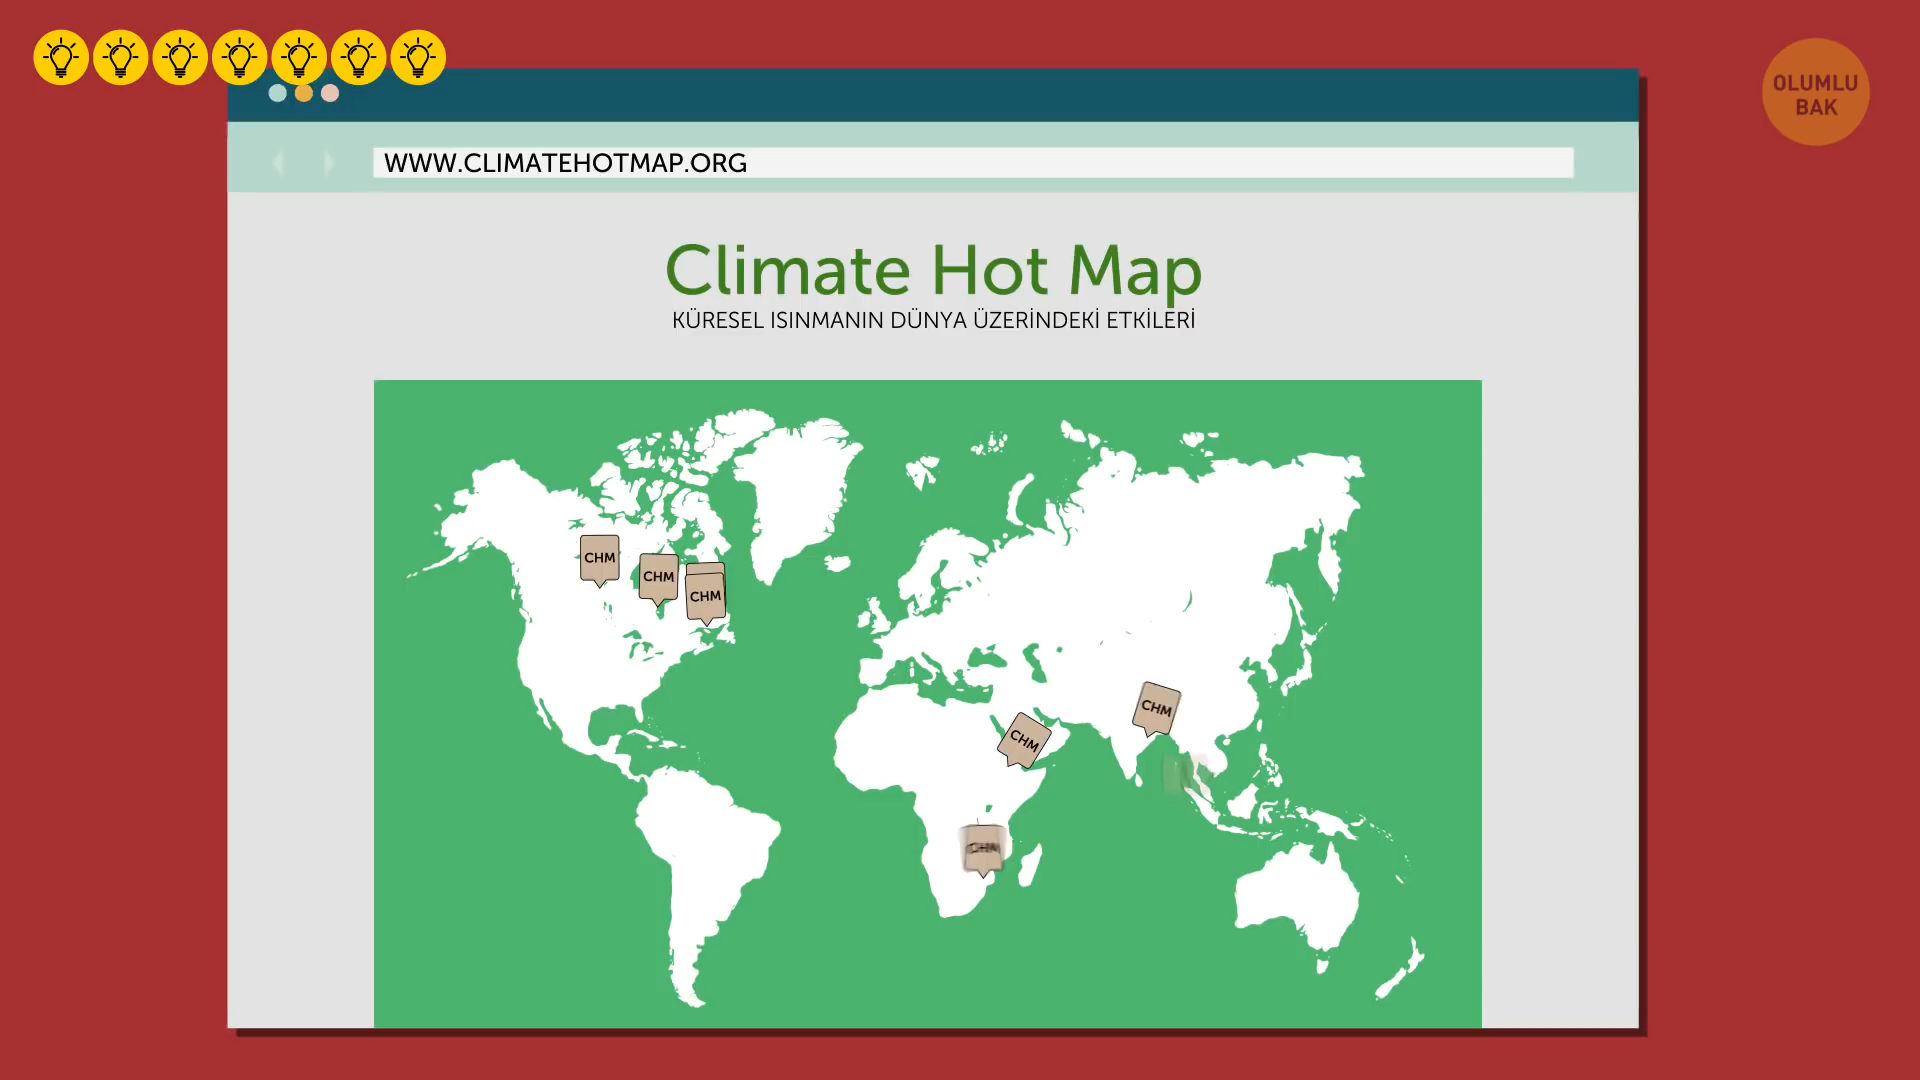 OLUMLU
BAK
WWW.CLIMATEHOTMAP.ORG
Climate Hot Map
KÜRESEL ISINMANIN DÜNYA ÜZERİNDEKİ ETKİLERİ
CHM
CHM
CHM
CHM
CHM
CHM